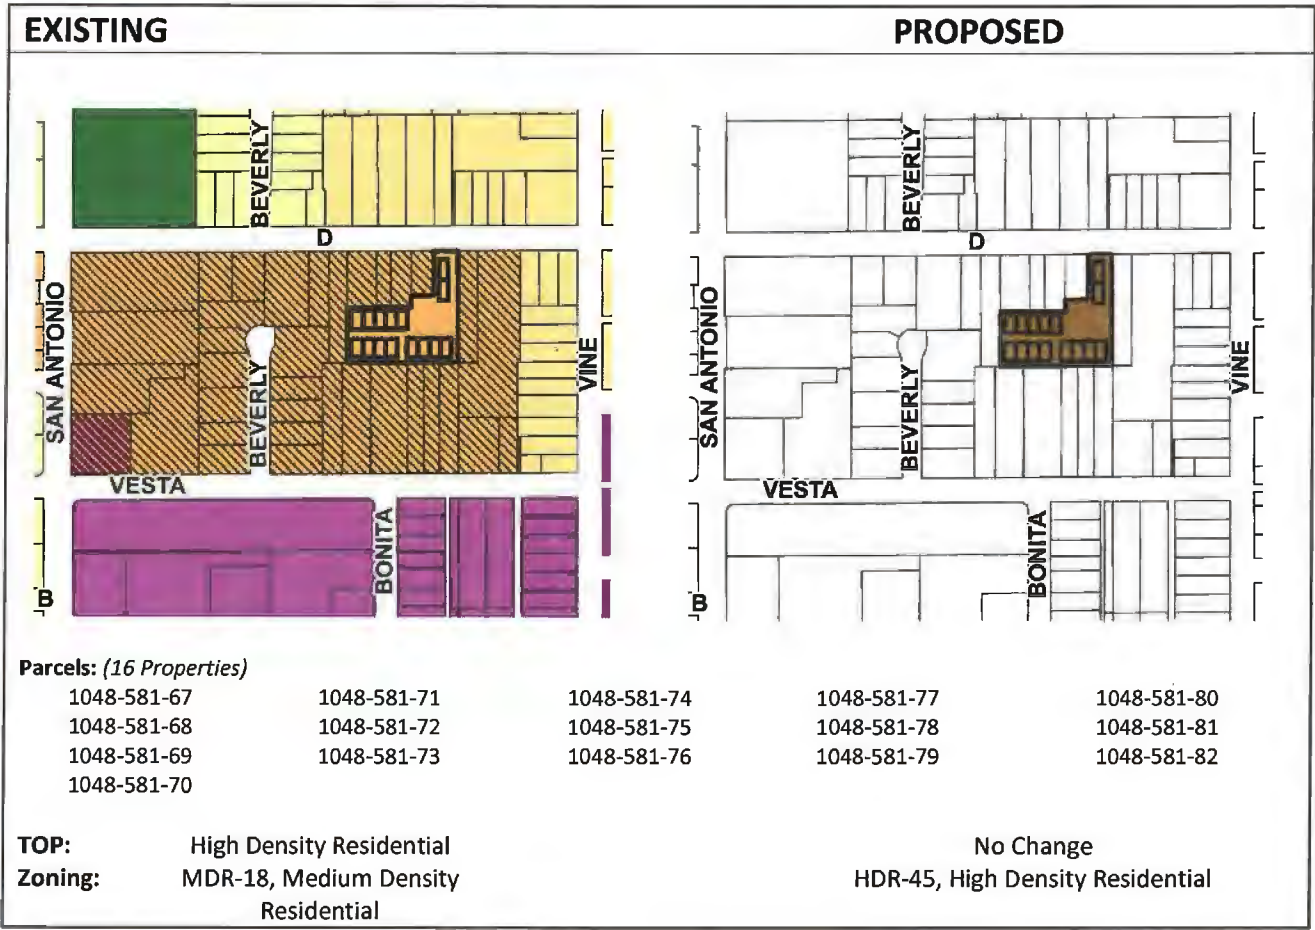 EXISTING PROPOSED
BEVERLY
BEVERLY
D
D
SAN ANTONIO
SAN ANTONIO
VINE
VINE
BEVERLY
BEVERLY
VESTA
VESTA
BONITA
BONITA
B
B
Parcels: (16 Properties)
1048-581-67 1048-581-71 1048-581-74 1048-581-77 1048-581-80
1048-581-68 1048-581-72 1048-581-75 1048-581-78 1048-581-81
1048-581-69 1048-581-73 1048-581-76 1048-581-79 1048-581-82
1048-581-70
TOP: High Density Residential No Change
Zoning: MDR-18, Medium Density HDR-45, High Density Residential
Residential